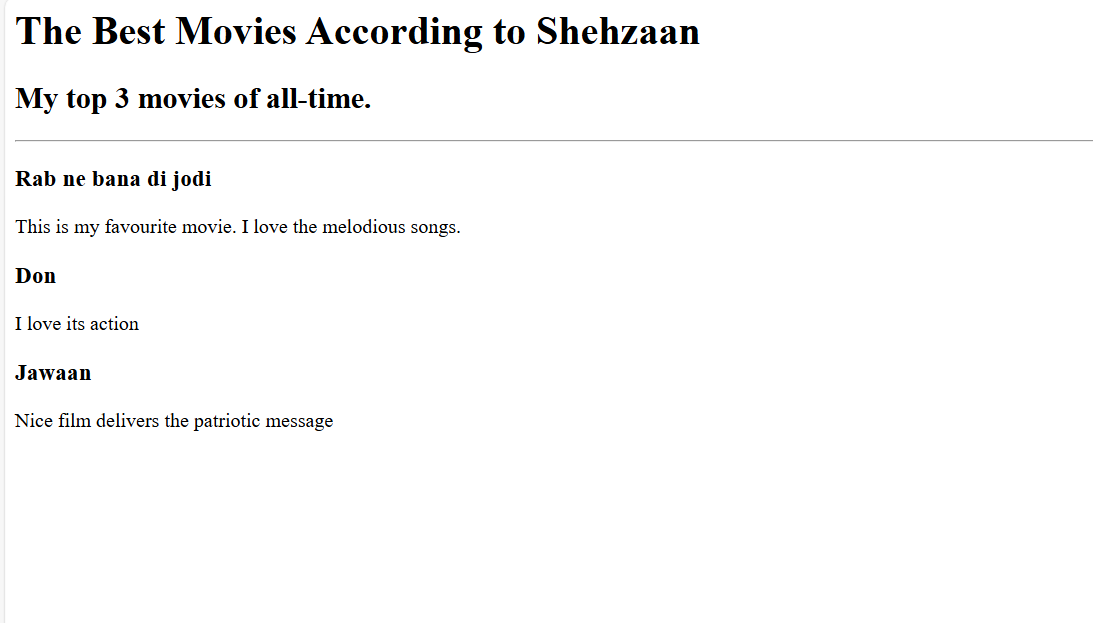 The Best Movies According to Shehzaan
My top 3 movies of all-time.
Rab ne bana di jodi
This is my favourite movie. I love the melodious songs.
Don
I love its action
Jawaan
Nice film delivers the patriotic message